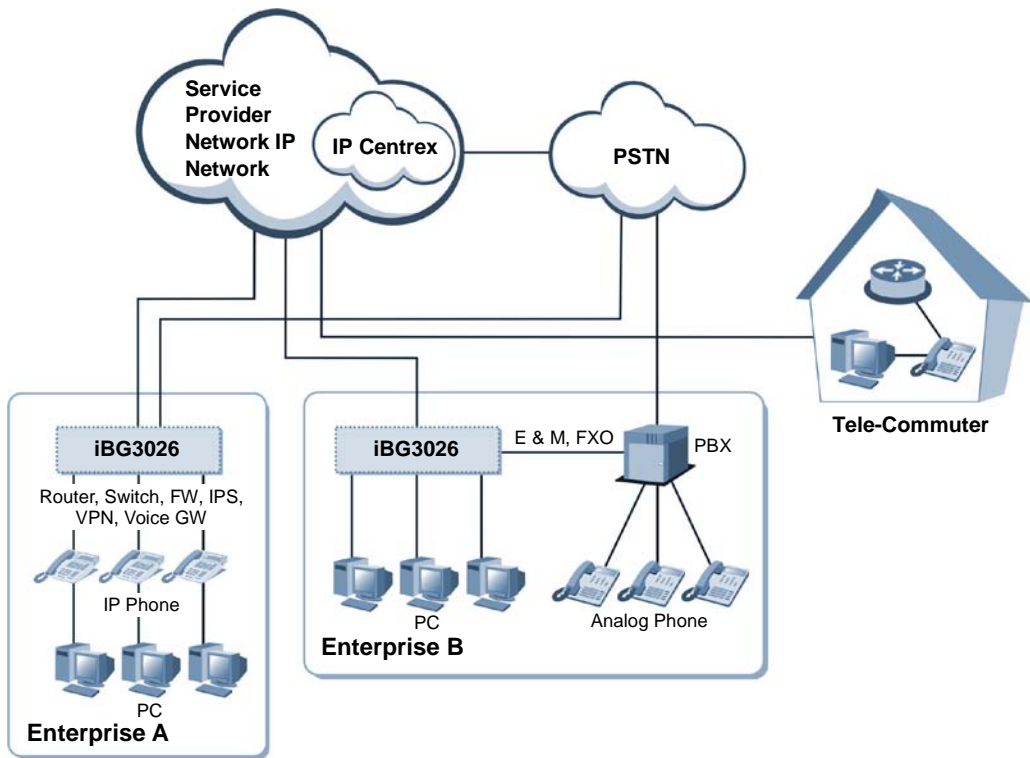 Service
Provider
Network IP
Network
IP Centrex
PSTN
Tele-Commuter
iBG3026
Router, Switch, FW, IPS,
VPN, Voice GW
IP Phone
PC
Enterprise A
iBG3026
E & M, FXO
PBX
PC
Analog Phone
Enterprise B